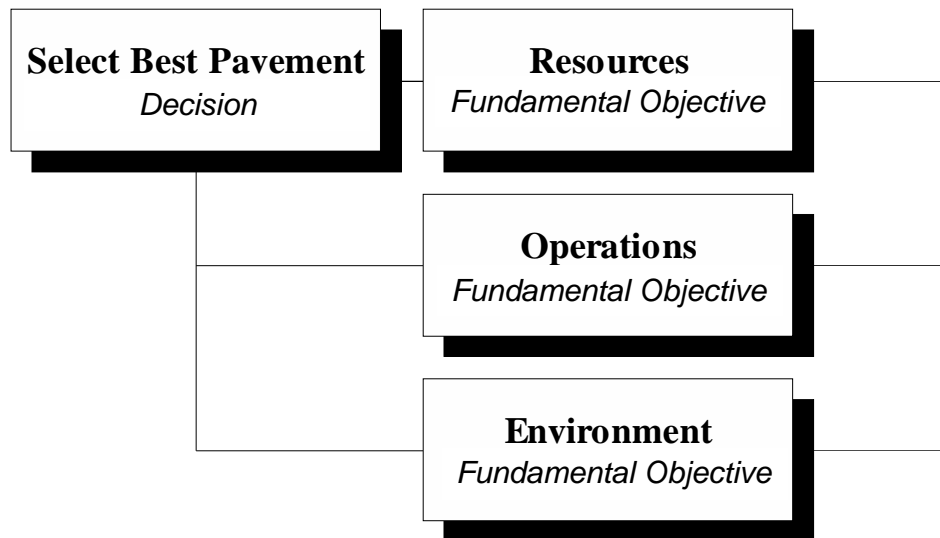 Select Best Pavement
Decision
Resources
Fundamental Objective
Operations
Fundamental Objective
Environment
Fundamental Objective